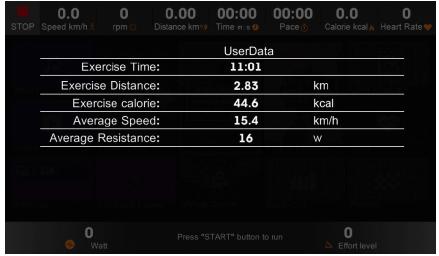 0.0 0 0.00 00:00 00:00 0.0 0
STOP Speed km/h rpm Distance km Time H : S Pace Calorie kcal Heart Rate
UserData
Exercise Time: 11:01
Exercise Distance: 2.83 km
Exercise calorie: 44.6 kcal
Average Speed: 15.4 km/h
Average Resistance: 16 w
0 Press "START" button to run 0
Watt Effort level